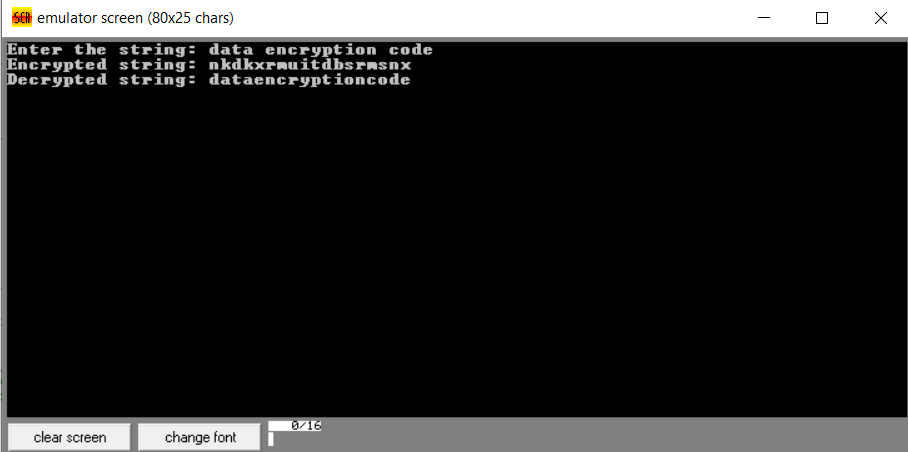 SCR emulator screen (80x25 chars)
Enter the string: data encryption code
Encrypted string: nkdkxrmuitdbsrmsnx
Decrypted string: dataencryptioncode
0/16
clear screen change font